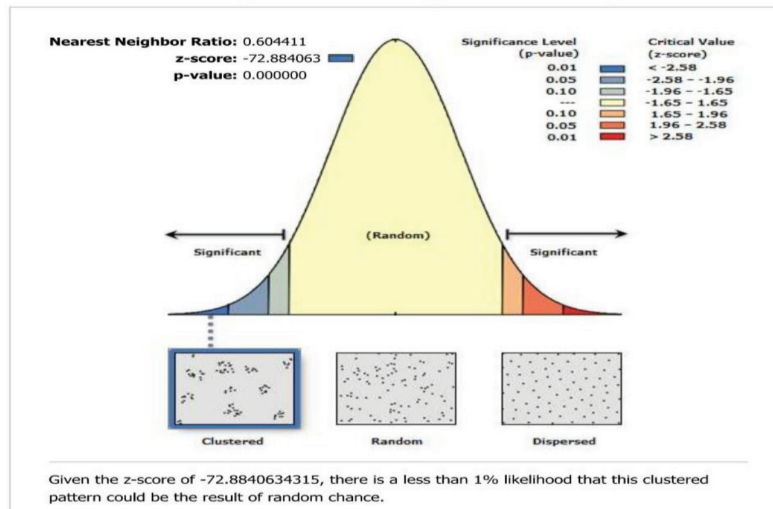 Nearest Neighbor Ratio: 0.604411
z-score: -72.884063
p-value: 0.000000
Significance Level Critical Value
(p-value) (z-score)
0.01 < -2.58
0.05 -2.58 – -1.96
0.10 -1.96 – -1.65
--- -1.65 – 1.65
0.10 1.65 – 1.96
0.05 1.96 – 2.58
0.01 > 2.58
(Random)
Significant Significant
Clustered Random Dispersed
Given the z-score of -72.8840634315, there is a less than 1% likelihood that this clustered
pattern could be the result of random chance.